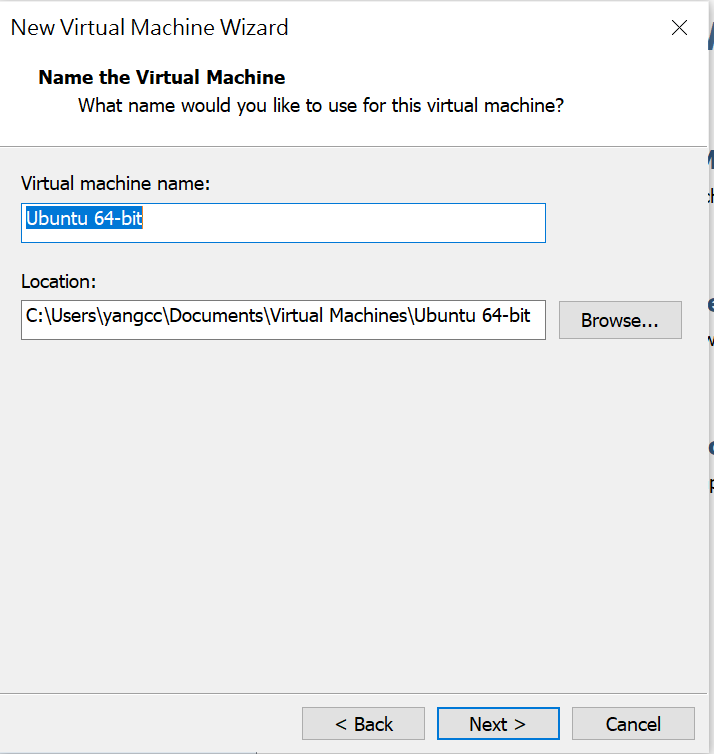 New Virtual Machine Wizard
Name the Virtual Machine
What name would you like to use for this virtual machine?
Virtual machine name:
Ubuntu 64-bit
Location:
C:\Users\yangcc\Documents\Virtual Machines\Ubuntu 64-bit
Browse...
< Back
Next >
Cancel